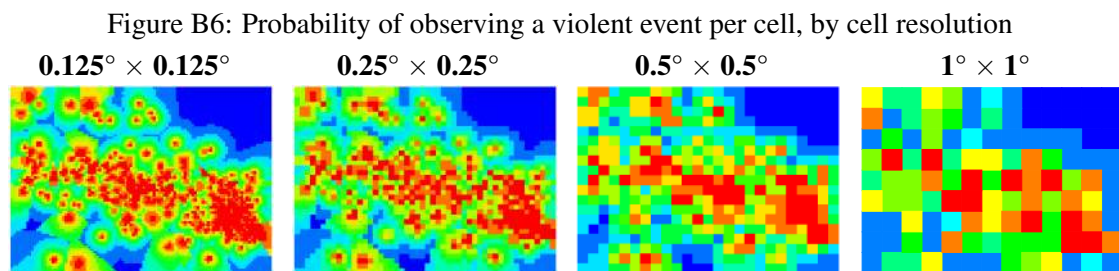 Figure B6: Probability of observing a violent event per cell, by cell resolution
0.125° × 0.125° 0.25° × 0.25° 0.5° × 0.5° 1° × 1°